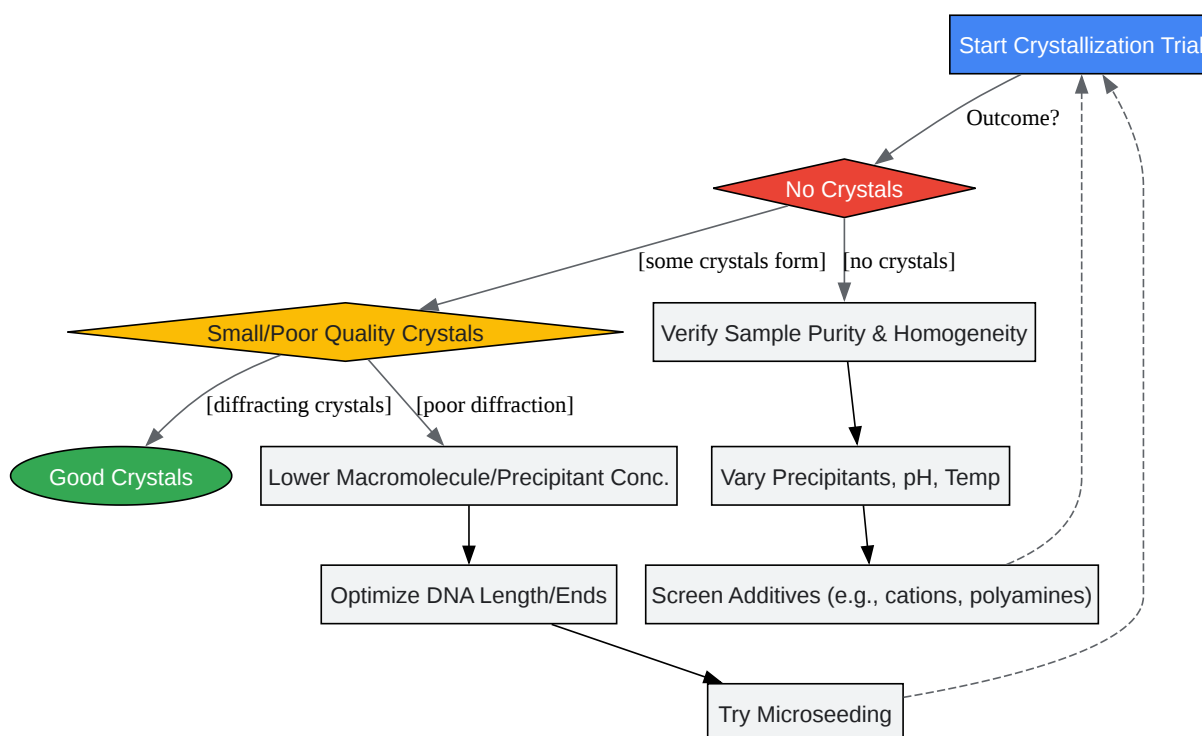 Start Crystallization Trial
Outcome?
No Crystals
[some crystals form]
[no crystals]
Small/Poor Quality Crystals
Verify Sample Purity & Homogeneity
[diffracting crystals]
[poor diffraction]
Good Crystals
Lower Macromolecule/Precipitant Conc.
Vary Precipitants, pH, Temp
Optimize DNA Length/Ends
Screen Additives (e.g., cations, polyamines)
Try Microseeding